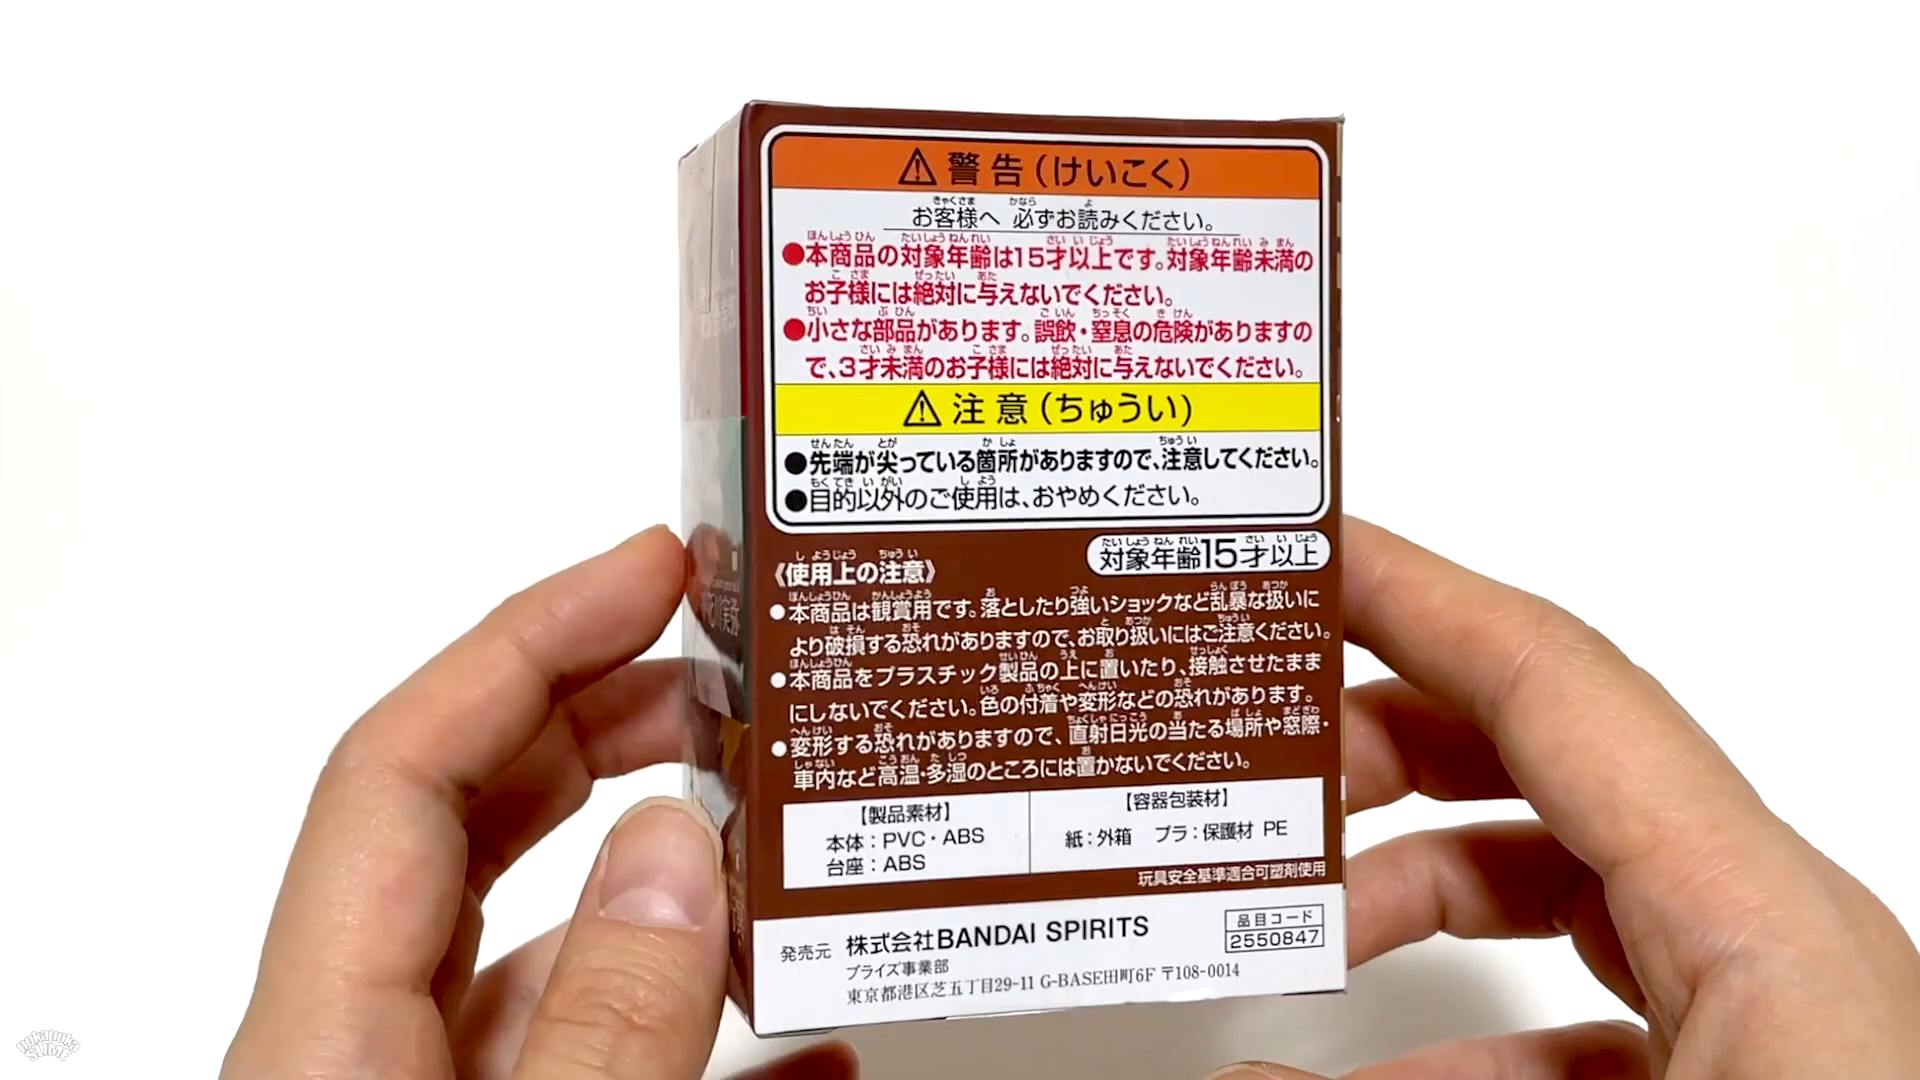 警告(けいこく)
お客様へ 必ずお読みください。
●本商品の対象年齢は15才以上です。対象年齢未満の
お子様には絶対に与えないでください。
●小さな部品があります。誤飲・窒息の危険がありますの
で、3才未満のお子様には絶対に与えないでください。
注意(ちゅうい)
●先端が尖っている箇所がありますので、注意してください。
●目的以外のご使用は、おやめください。
対象年齢15才以上
《使用上の注意》
●本商品は観賞用です。落としたり強いショックなど乱暴な扱いに
より破損する恐れがありますので、お取り扱いにはご注意ください。
●本商品をプラスチック製品の上に置いたり、接触させたまま
にしないでください。色の付着や変形などの恐れがあります。
●変形する恐れがありますので、直射日光の当たる場所や窓際・
車内など高温・多湿のところには置かないでください。
【製品素材】
本体:PVC・ABS
台座:ABS
【容器包装材】
紙:外箱 プラ:保護材 PE
玩具安全基準適合可塑剤使用
発売元 株式会社BANDAI SPIRITS
プライズ事業部
東京都港区芝五丁目29-11 G-BASE田町6F 〒108-0014
品目コード
2550847
川実弥
nokanoka
SLIME